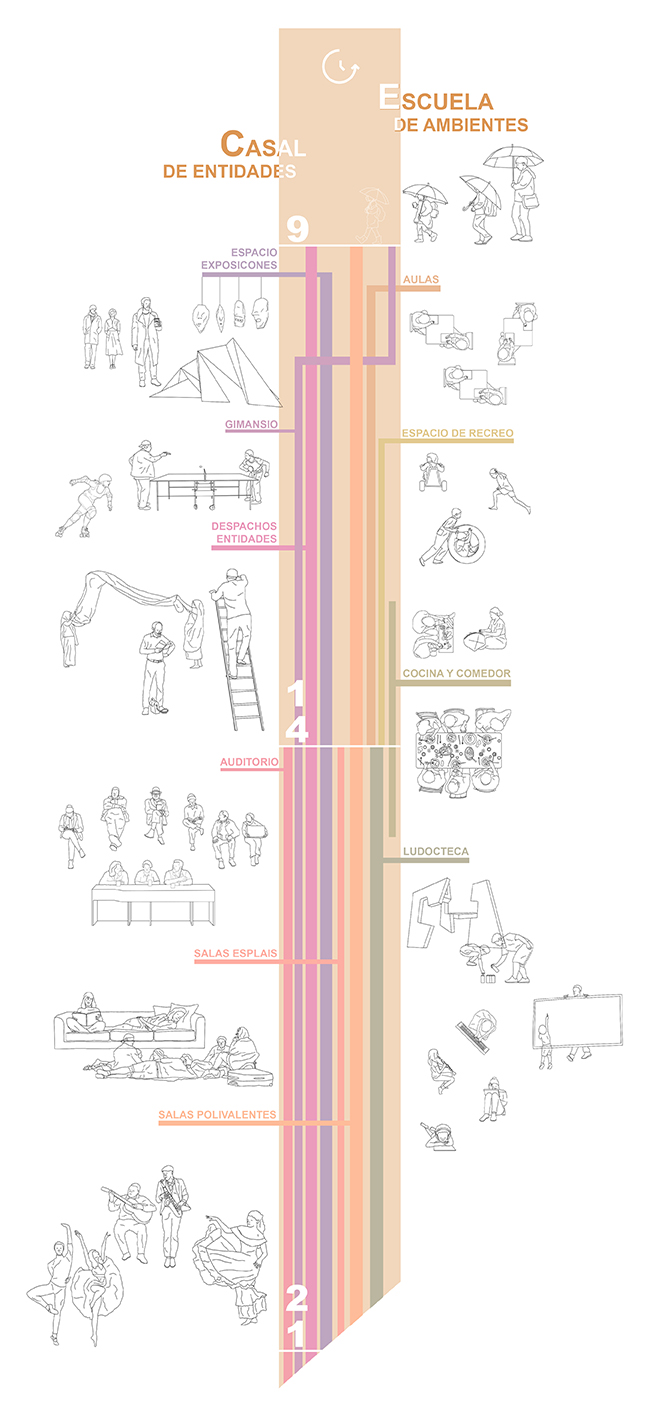 ESCUELA
DE AMBIENTES
CASAL
DE ENTIDADES
9
ESPACIO
EXPOSICONES
AULAS
GIMANSIO
ESPACIO DE RECREO
DESPACHOS
ENTIDADES
COCINA Y COMEDOR
1
4
AUDITORIO
LUDOCTECA
SALAS ESPLAIS
SALAS POLIVALENTES
2
1